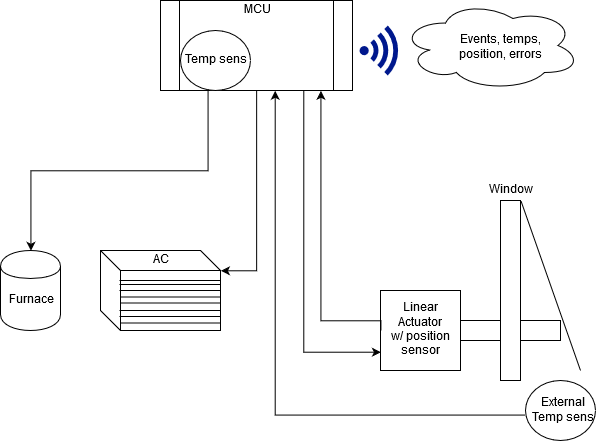 MCU
Temp sens
Events, temps,
position, errors
Window
AC
Furnace
Linear
Actuator
w/ position
sensor
External
Temp sens